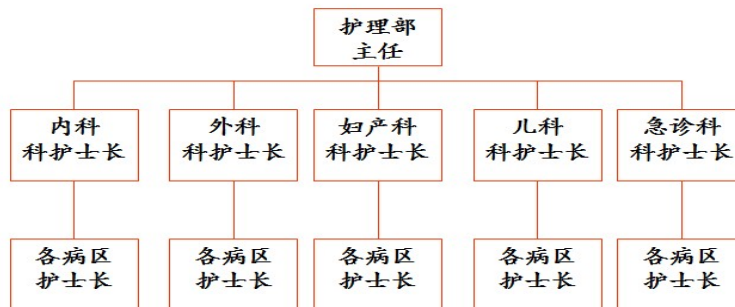 护理部
主任
内科
科护士长
外科
科护士长
妇产科
科护士长
儿科
科护士长
急诊科
科护士长
各病区
护士长
各病区
护士长
各病区
护士长
各病区
护士长
各病区
护士长